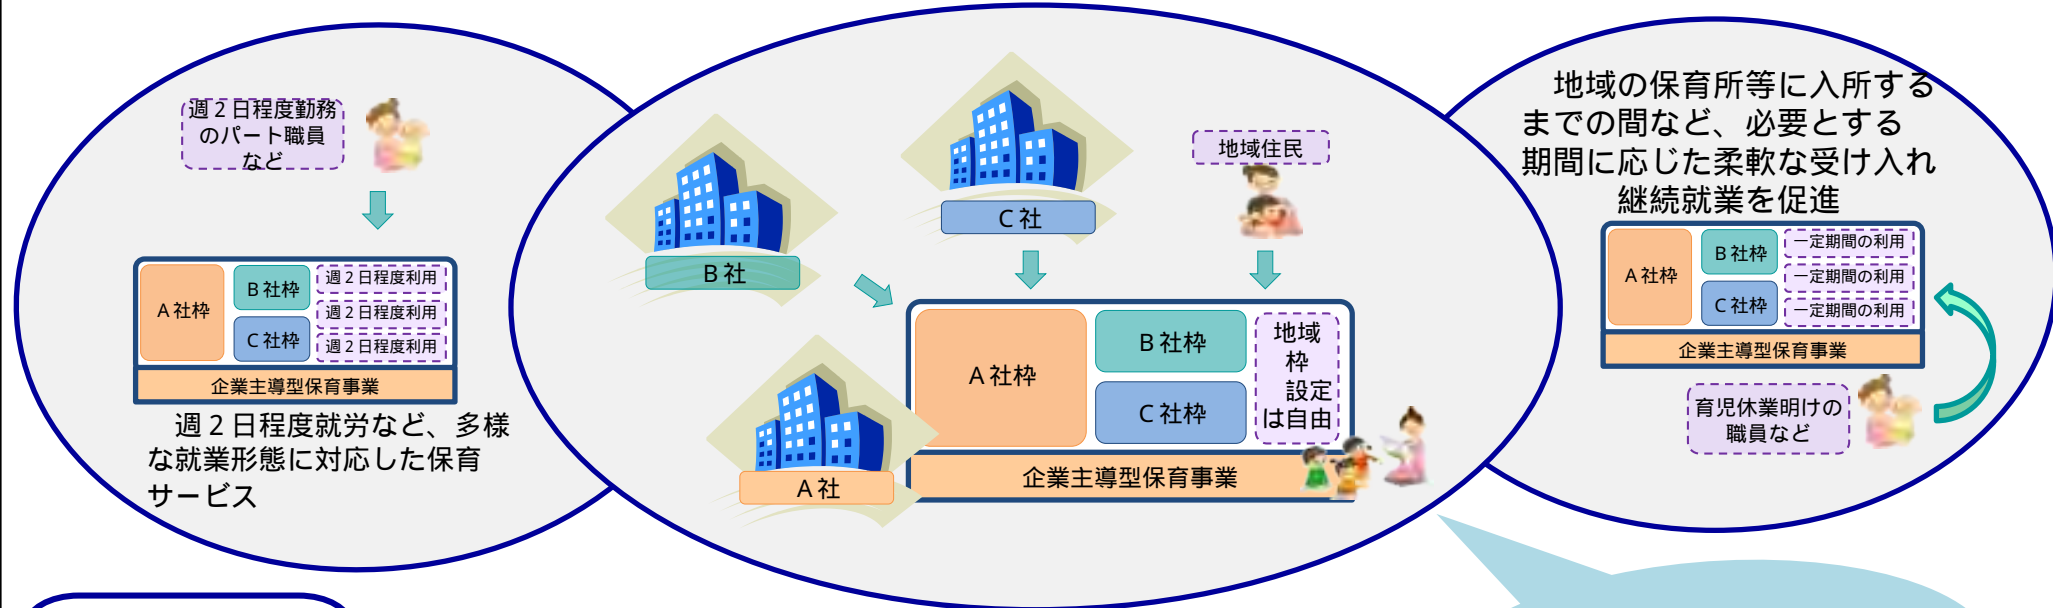 週２日程度勤務
のパート職員
など
Ａ社枠
Ｂ社枠
Ｃ社枠
週２日程度利用
週２日程度利用
週２日程度利用
企業主導型保育事業
週２日程度就労など、多様
な就業形態に対応した保育
サービス
Ｂ社
Ｃ社
地域住民
Ａ社
Ａ社枠
Ｂ社枠
Ｃ社枠
地域
枠
設定
は自由
企業主導型保育事業
地域の保育所等に入所する
までの間など、必要とする
期間に応じた柔軟な受け入れ
継続就業を促進
Ａ社枠
Ｂ社枠
Ｃ社枠
一定期間の利用
一定期間の利用
一定期間の利用
企業主導型保育事業
育児休業明けの
職員など